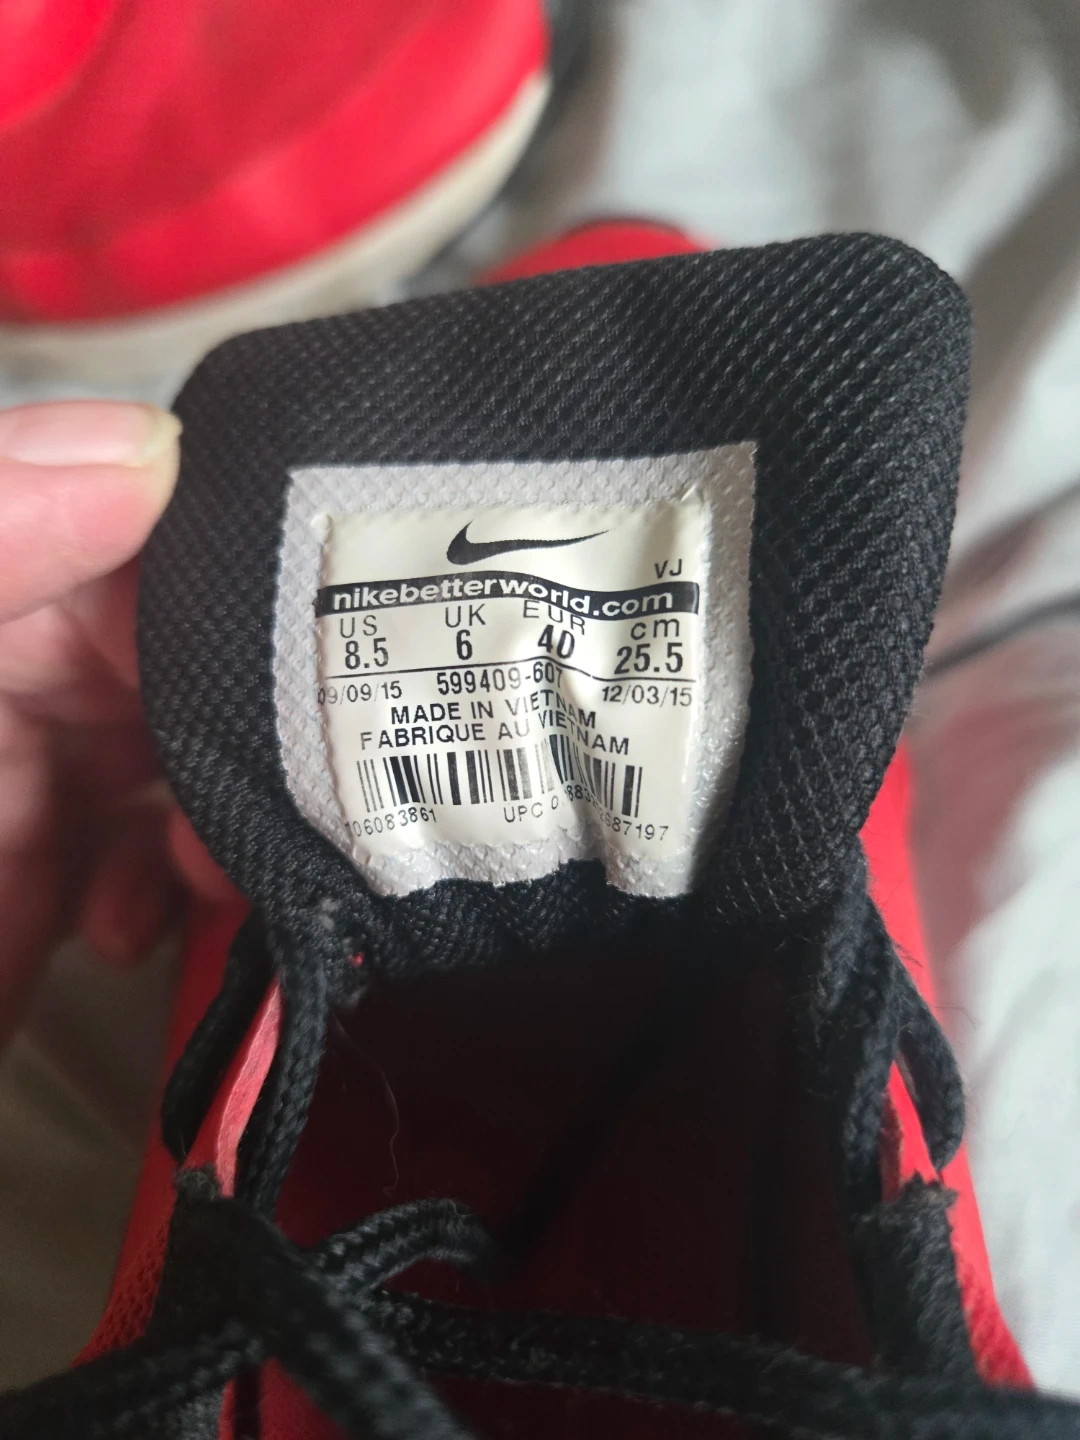 VJ
nikebetterworld.com
US UK EUR cm
8.5 6 40 25.5
09/09/15 599409-607 12/03/15
MADE IN VIETNAM
FABRIQUE AU VIETNAM
106083861 UPC